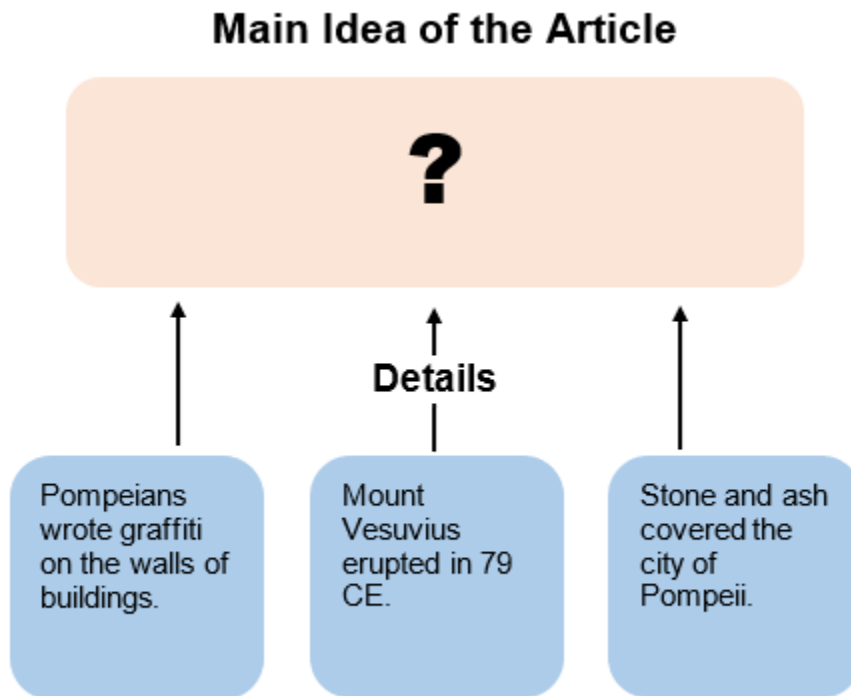 Main Idea of the Article
?
Details
Pompeians
wrote graffiti
on the walls of
buildings.
Mount
Vesuvius
erupted in 79
CE.
Stone and ash
covered the
city of
Pompeii.